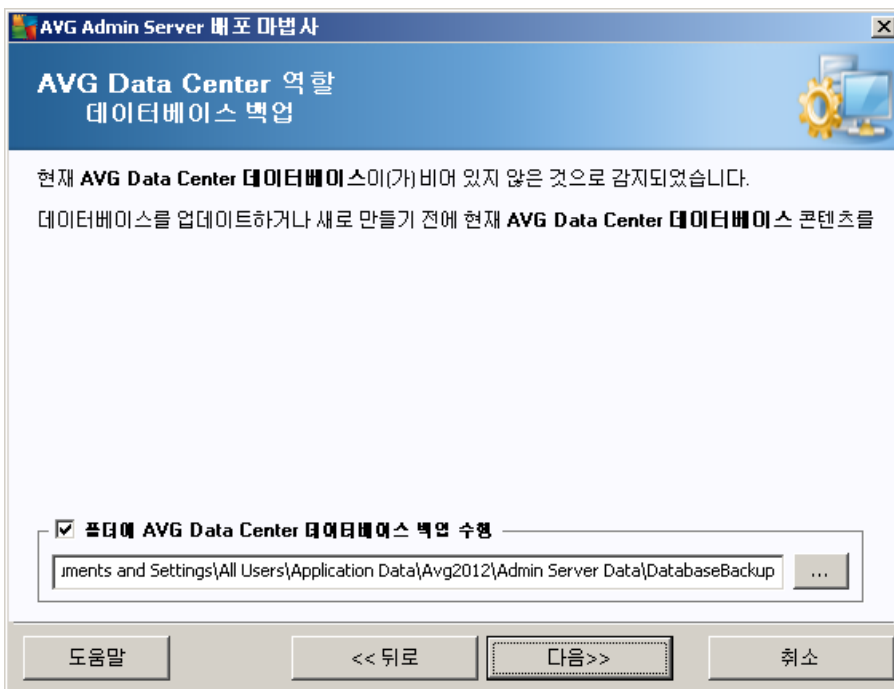 AVG Admin Server 배포 마법사
AVG Data Center 역할
데이터베이스 백업
현재 AVG Data Center 데이터베이스이(가) 비어 있지 않은 것으로 감지되었습니다.
데이터베이스를 업데이트하거나 새로 만들기 전에 현재 AVG Data Center 데이터베이스 콘텐츠를
폴더에 AVG Data Center 데이터베이스 백업 수행
uments and Settings\All Users\Application Data\Avg2012\Admin Server Data\DatabaseBackup
...
도움말
<< 뒤로
다음>>
취소